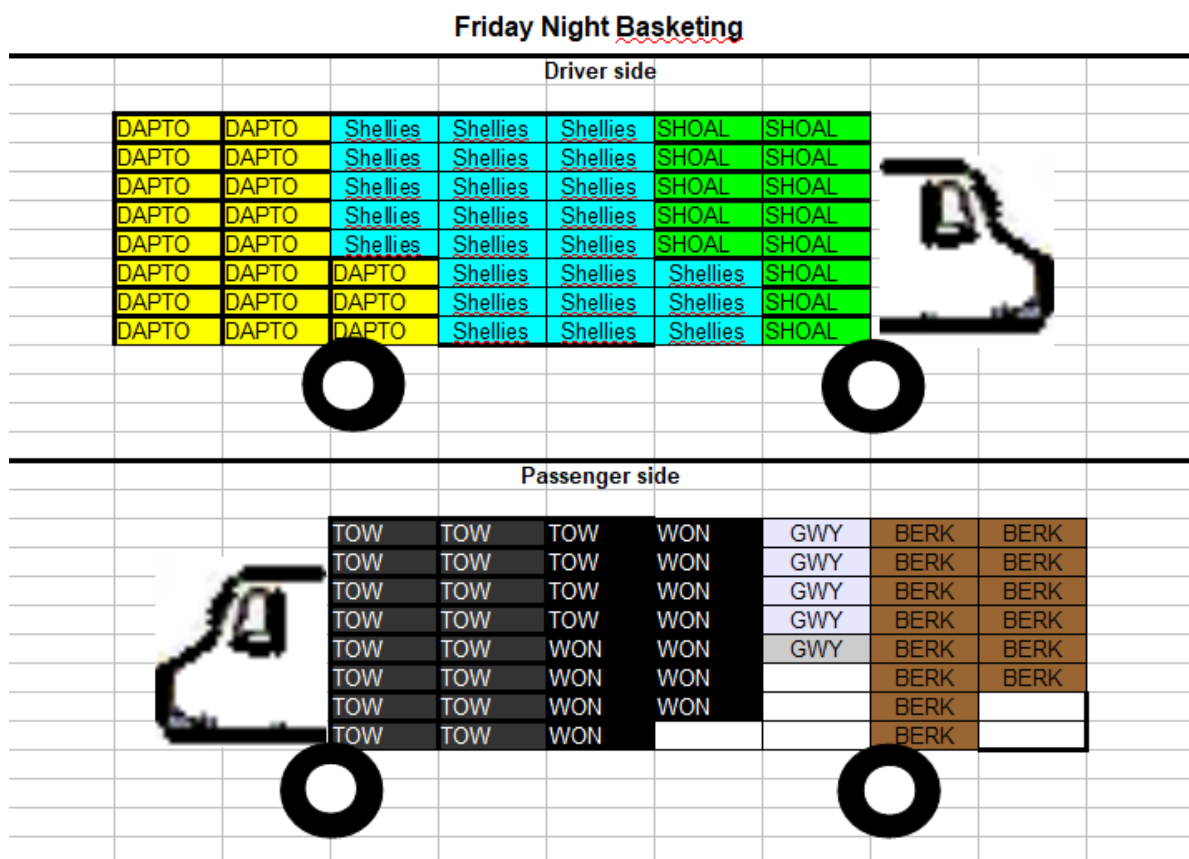 Friday Night Basketing
Driver side
DAPTO DAPTO Shellies Shellies Shellies SHOAL SHOAL
DAPTO DAPTO Shellies Shellies Shellies SHOAL SHOAL
DAPTO DAPTO Shellies Shellies Shellies SHOAL SHOAL
DAPTO DAPTO Shellies Shellies Shellies SHOAL SHOAL
DAPTO DAPTO Shellies Shellies Shellies SHOAL SHOAL
DAPTO DAPTO DAPTO Shellies Shellies Shellies SHOAL
DAPTO DAPTO DAPTO Shellies Shellies Shellies SHOAL
DAPTO DAPTO DAPTO Shellies Shellies Shellies SHOAL
Passenger side
TOW TOW TOW WON GWY BERK BERK
TOW TOW TOW WON GWY BERK BERK
TOW TOW TOW WON GWY BERK BERK
TOW TOW TOW WON GWY BERK BERK
TOW TOW WON WON GWY BERK BERK
TOW TOW WON WON BERK BERK
TOW TOW WON WON BERK
TOW TOW WON BERK